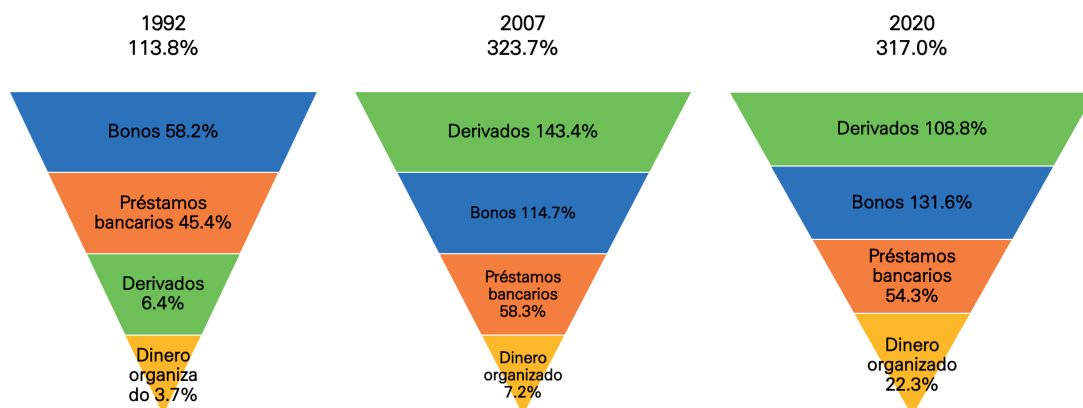 1992
113.8%
Bonos 58.2%
Préstamos
bancarios 45.4%
Derivados
6.4%
Dinero
organiza
do 3.7%
2007
323.7%
Derivados 143.4%
Bonos 114.7%
Préstamos
bancarios
58.3%
Dinero
organizado
7.2%
2020
317.0%
Derivados 108.8%
Bonos 131.6%
Préstamos
bancarios
54.3%
Dinero
organizado
22.3%